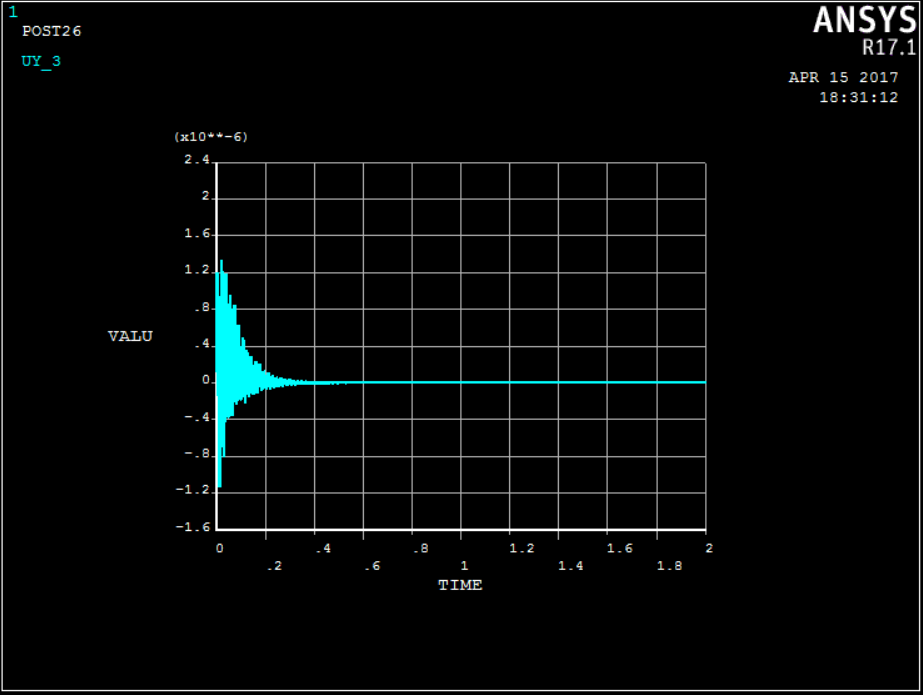 1
POST26
UY_3
ANSYS
R17.1
APR 15 2017
18:31:12
(x10**-6)
2.4
2
1.6
1.2
.8
.4
0
-.4
-.8
-1.2
-1.6
VALU
0 .4 .8 1.2 1.6 2
.2 .6 1 1.4 1.8
TIME